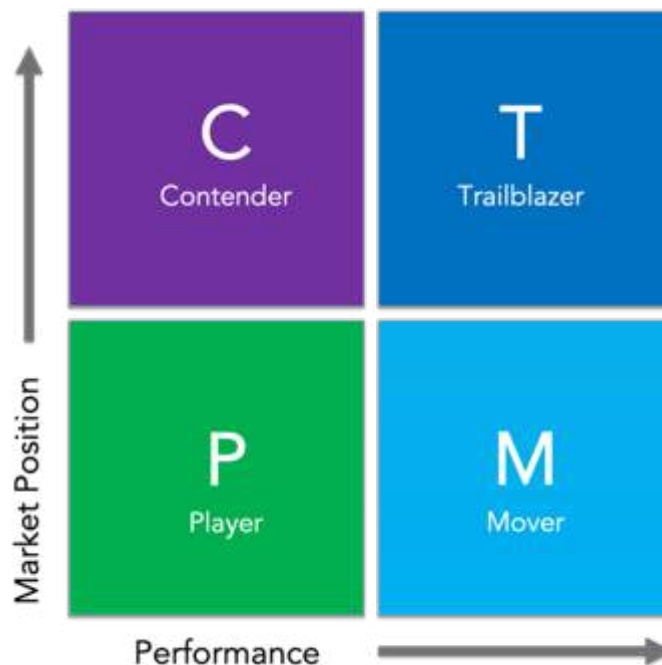 C
Contender
T
Trailblazer
P
Player
M
Mover
Market Position
Performance